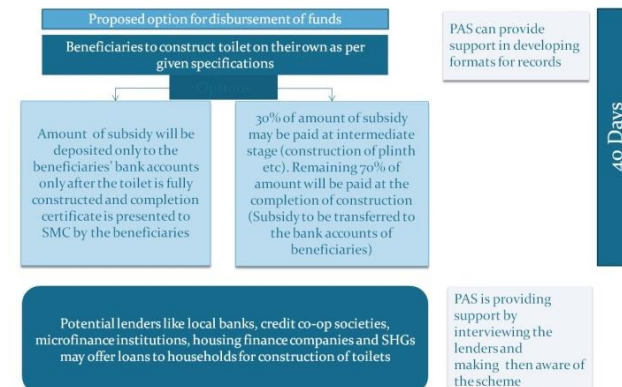 Proposed option for disbursement of funds
Beneficiaries to construct toilet on their own as per
given specifications
Options
Amount of subsidy will be
deposited only to the
beneficiaries' bank accounts
only after the toilet is fully
constructed and completion
certificate is presented to
SMC by the beneficiaries
30% of amount of subsidy
may be paid at intermediate
stage (construction of plinth
etc). Remaining 70% of
amount will be paid at the
completion of construction
(Subsidy to be transferred to
the bank accounts of
beneficiaries)
PAS can provide
support in developing
formats for records
40 Days
Potential lenders like local banks, credit co-op societies,
microfinance institutions, housing finance companies and SHGs
may offer loans to households for construction of toilets
PAS is providing
support by
interviewing the
lenders and
making then aware of
the scheme